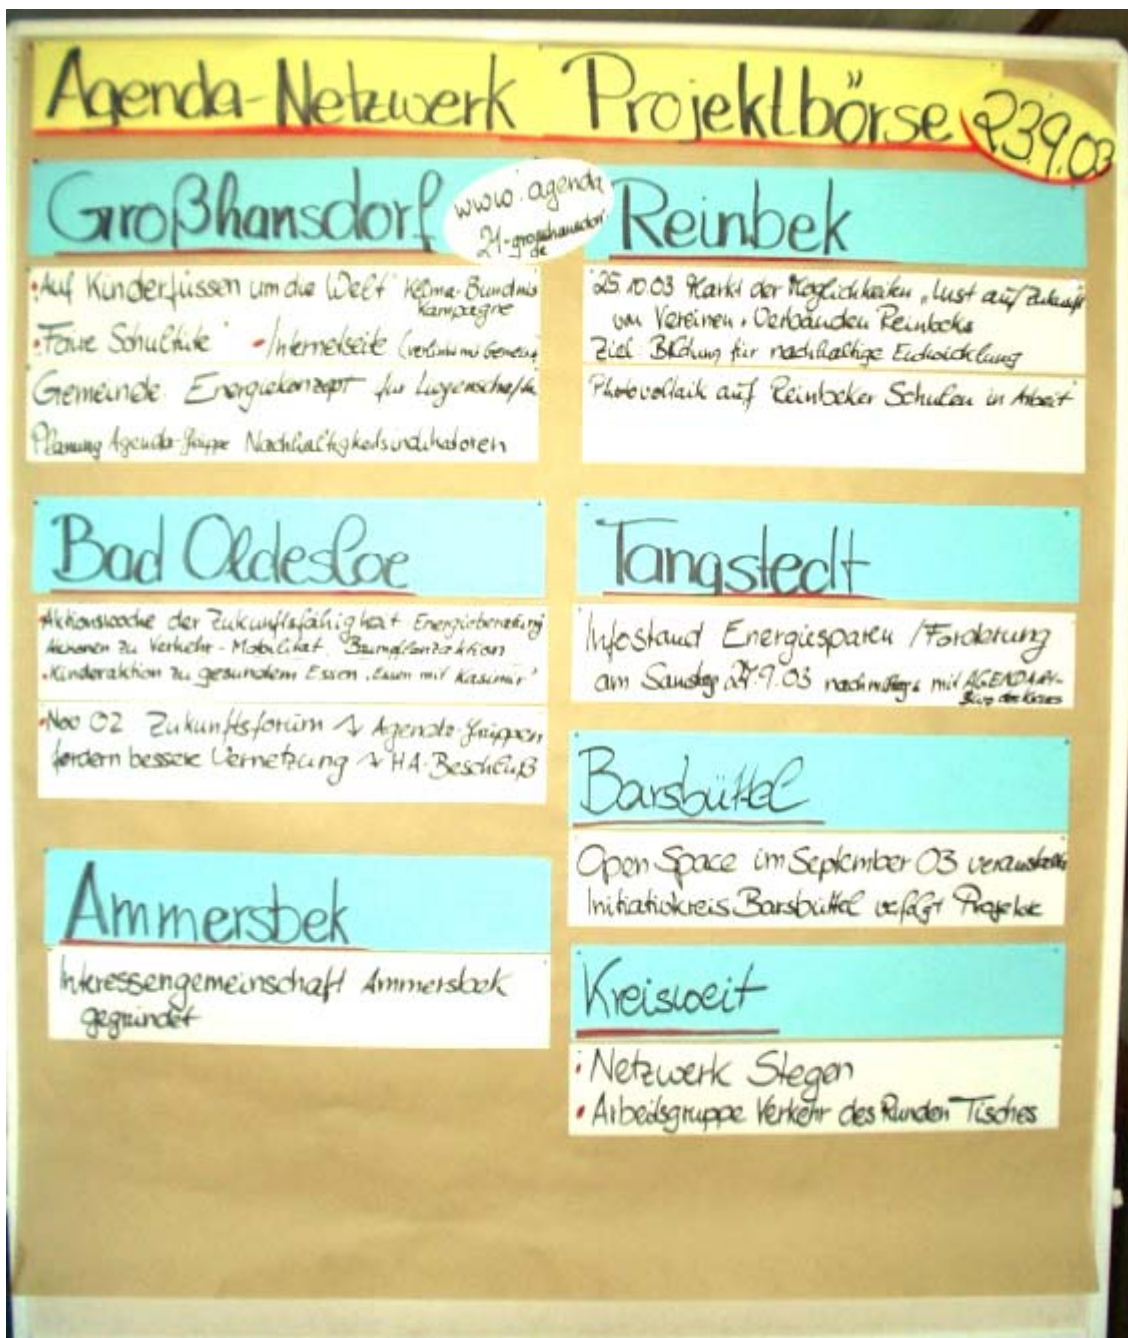 Agenda-Netzwerk Projektbörse 23.9.03
Großhansdorf
www.agenda
21-grosshansdorf.
de
• Auf Kinderfüssen um die Welt" Klima-Bündnis
Kampagne
• Faire Schultüte" • Internetseite (verlinkt mi Gemein
Gemeinde: Energiekonzept für
Planung Agenda-Gruppe Nachhaltigkeitsindikatoren
Bad Oldesloe
• Aktionswoche der Zukunftsfähigkeit Energieberatung
Aktionen zu Verkehr-Mobilität,
• Kinderaktion zu gesundem Essen „Essen mit Kasimir"
• Nov 02 Zukunftsforum Agenda-Gruppen
fordern bessere Vernetzung HA-Beschluß
Ammersbek
Interessengemeinschaft Ammersbek
gegründet
Reinbek
25.10.03 Markt der Möglichkeiten „Lust auf Zukunft
von Vereinen + Verbänden Reinbeks
Ziel: Bildung für nachhaltige Entwicklung
Photovoltaik auf Reinbeker Schulen in Arbeit
Tangstedt
Infostand Energiesparen / Förderung
am Samstag 27.9.03 nachmittags mit AGENDA
Büro des Kreises
Barsbüttel
Open Space im September 03 veranstaltet
Initiativkreis Barsbüttel verfolgt Projekte
Kreisweit
• Netzwerk Stegen
• Arbeitsgruppe Verkehr des Runden Tisches